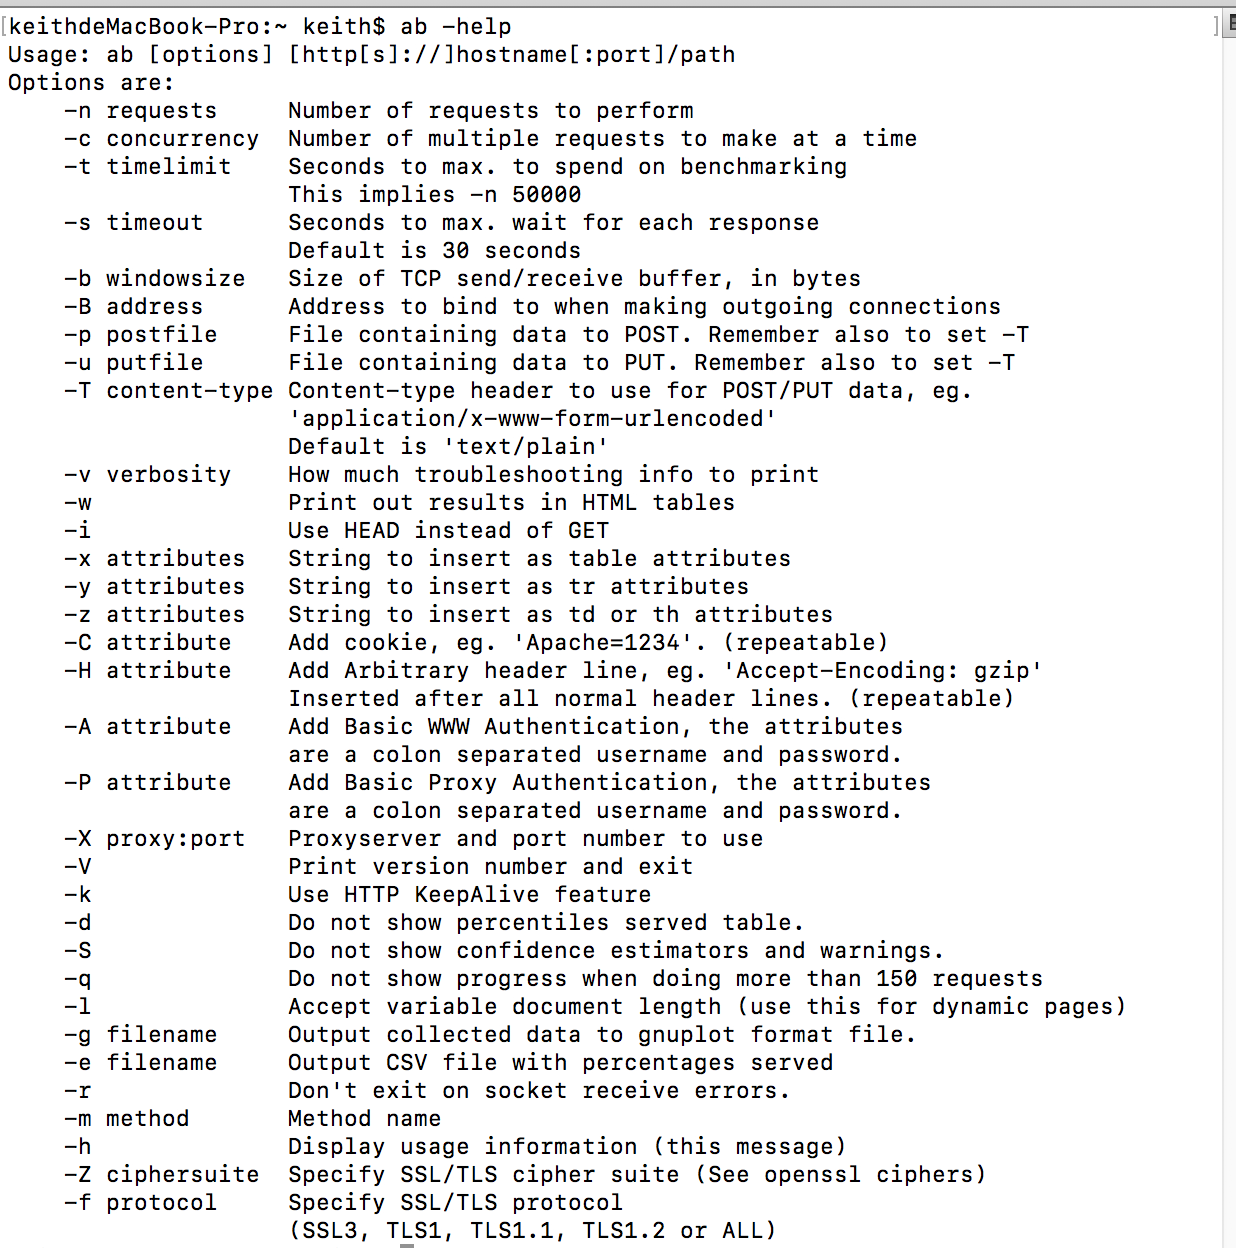 [keithdeMacBook-Pro:~ keith$ ab -help ]
Usage: ab [options] [http[s]://]hostname[:port]/path
Options are:
    -n requests     Number of requests to perform
    -c concurrency  Number of multiple requests to make at a time
    -t timelimit    Seconds to max. to spend on benchmarking
                    This implies -n 50000
    -s timeout      Seconds to max. wait for each response
                    Default is 30 seconds
    -b windowsize   Size of TCP send/receive buffer, in bytes
    -B address      Address to bind to when making outgoing connections
    -p postfile     File containing data to POST. Remember also to set -T
    -u putfile      File containing data to PUT. Remember also to set -T
    -T content-type Content-type header to use for POST/PUT data, eg.
                    'application/x-www-form-urlencoded'
                    Default is 'text/plain'
    -v verbosity    How much troubleshooting info to print
    -w              Print out results in HTML tables
    -i              Use HEAD instead of GET
    -x attributes   String to insert as table attributes
    -y attributes   String to insert as tr attributes
    -z attributes   String to insert as td or th attributes
    -C attribute    Add cookie, eg. 'Apache=1234'. (repeatable)
    -H attribute    Add Arbitrary header line, eg. 'Accept-Encoding: gzip'
                    Inserted after all normal header lines. (repeatable)
    -A attribute    Add Basic WWW Authentication, the attributes
                    are a colon separated username and password.
    -P attribute    Add Basic Proxy Authentication, the attributes
                    are a colon separated username and password.
    -X proxy:port   Proxyserver and port number to use
    -V              Print version number and exit
    -k              Use HTTP KeepAlive feature
    -d              Do not show percentiles served table.
    -S              Do not show confidence estimators and warnings.
    -q              Do not show progress when doing more than 150 requests
    -l              Accept variable document length (use this for dynamic pages)
    -g filename     Output collected data to gnuplot format file.
    -e filename     Output CSV file with percentages served
    -r              Don't exit on socket receive errors.
    -m method       Method name
    -h              Display usage information (this message)
    -Z ciphersuite  Specify SSL/TLS cipher suite (See openssl ciphers)
    -f protocol     Specify SSL/TLS protocol
                    (SSL3, TLS1, TLS1.1, TLS1.2 or ALL)